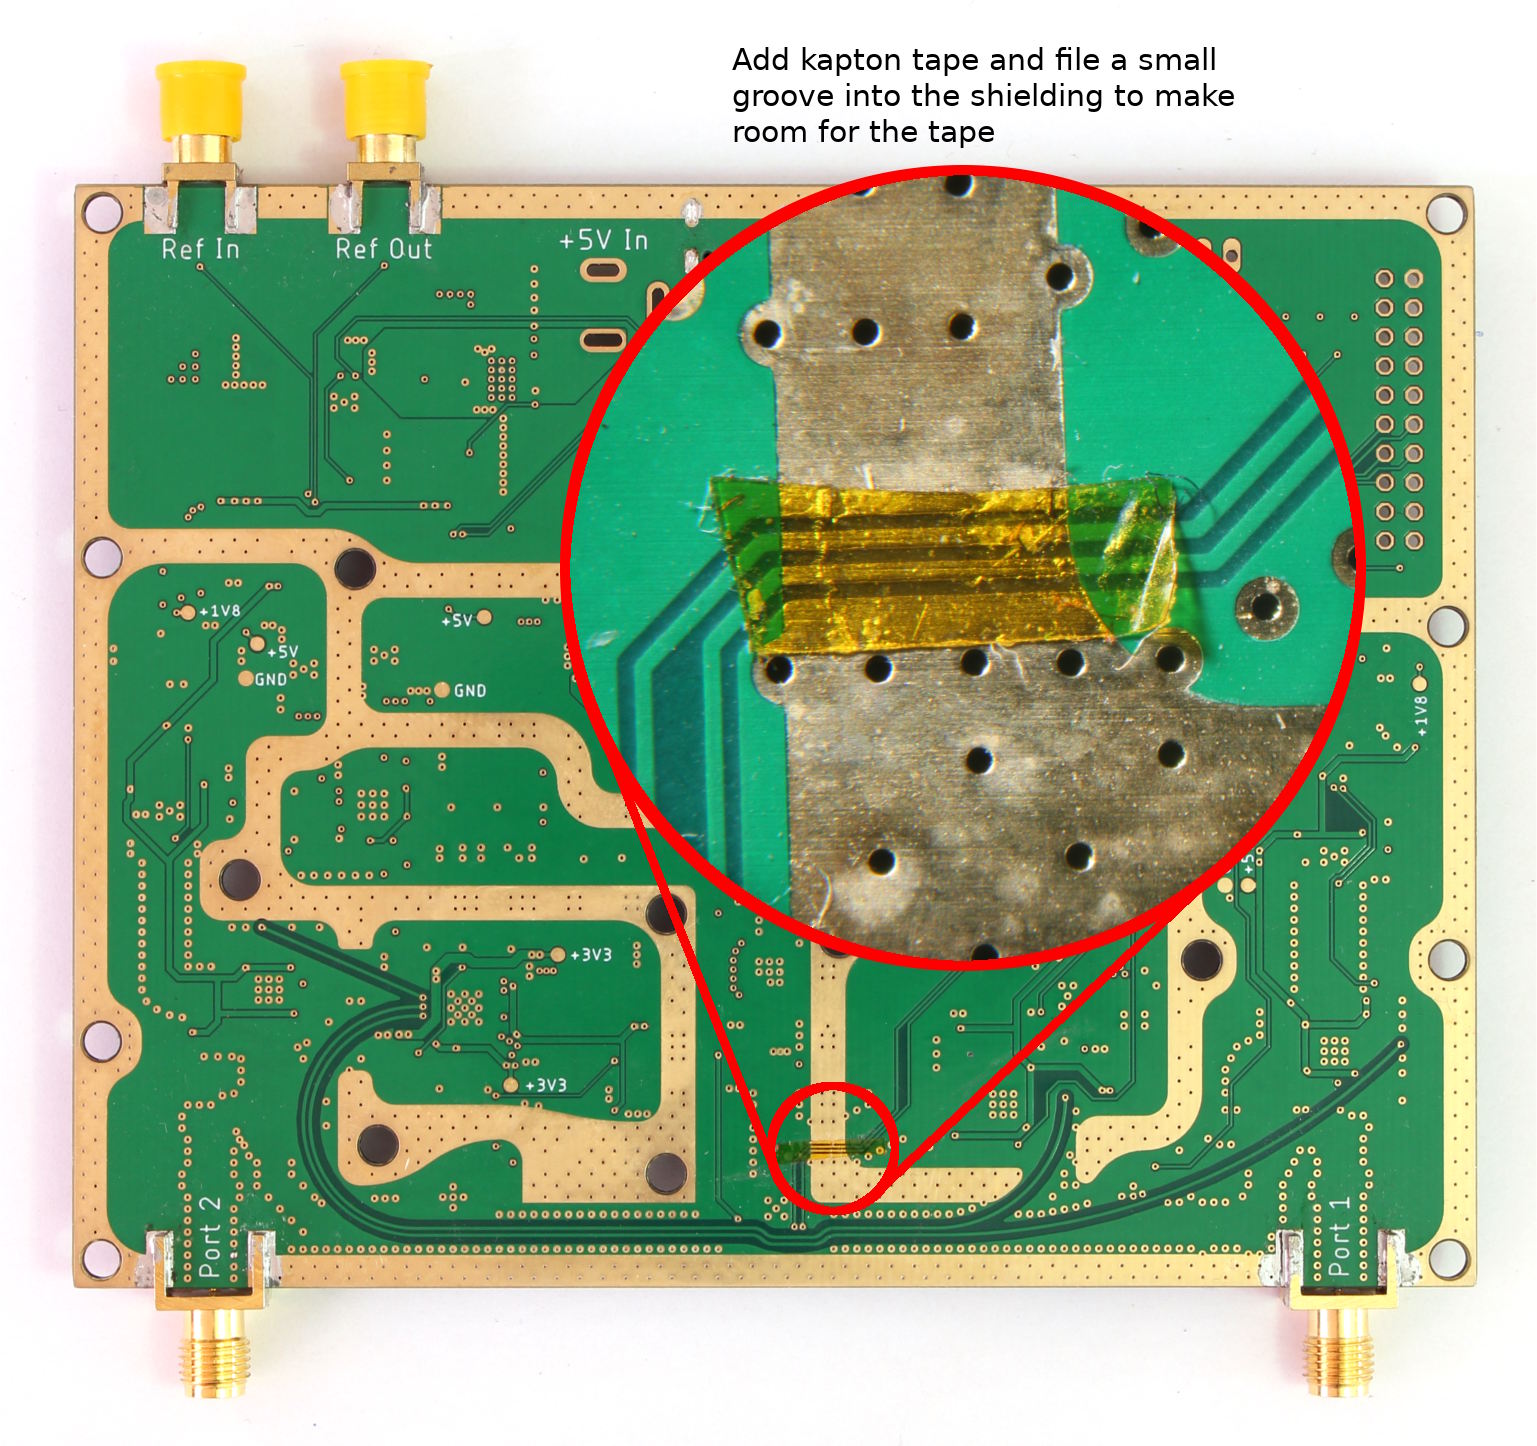 Add kapton tape and file a small
groove into the shielding to make
room for the tape
Ref In
Ref Out
+5V In
+1V8
+5V
GND
+5V
GND
+1V8
+3V3
+3V3
Port 2
Port 1